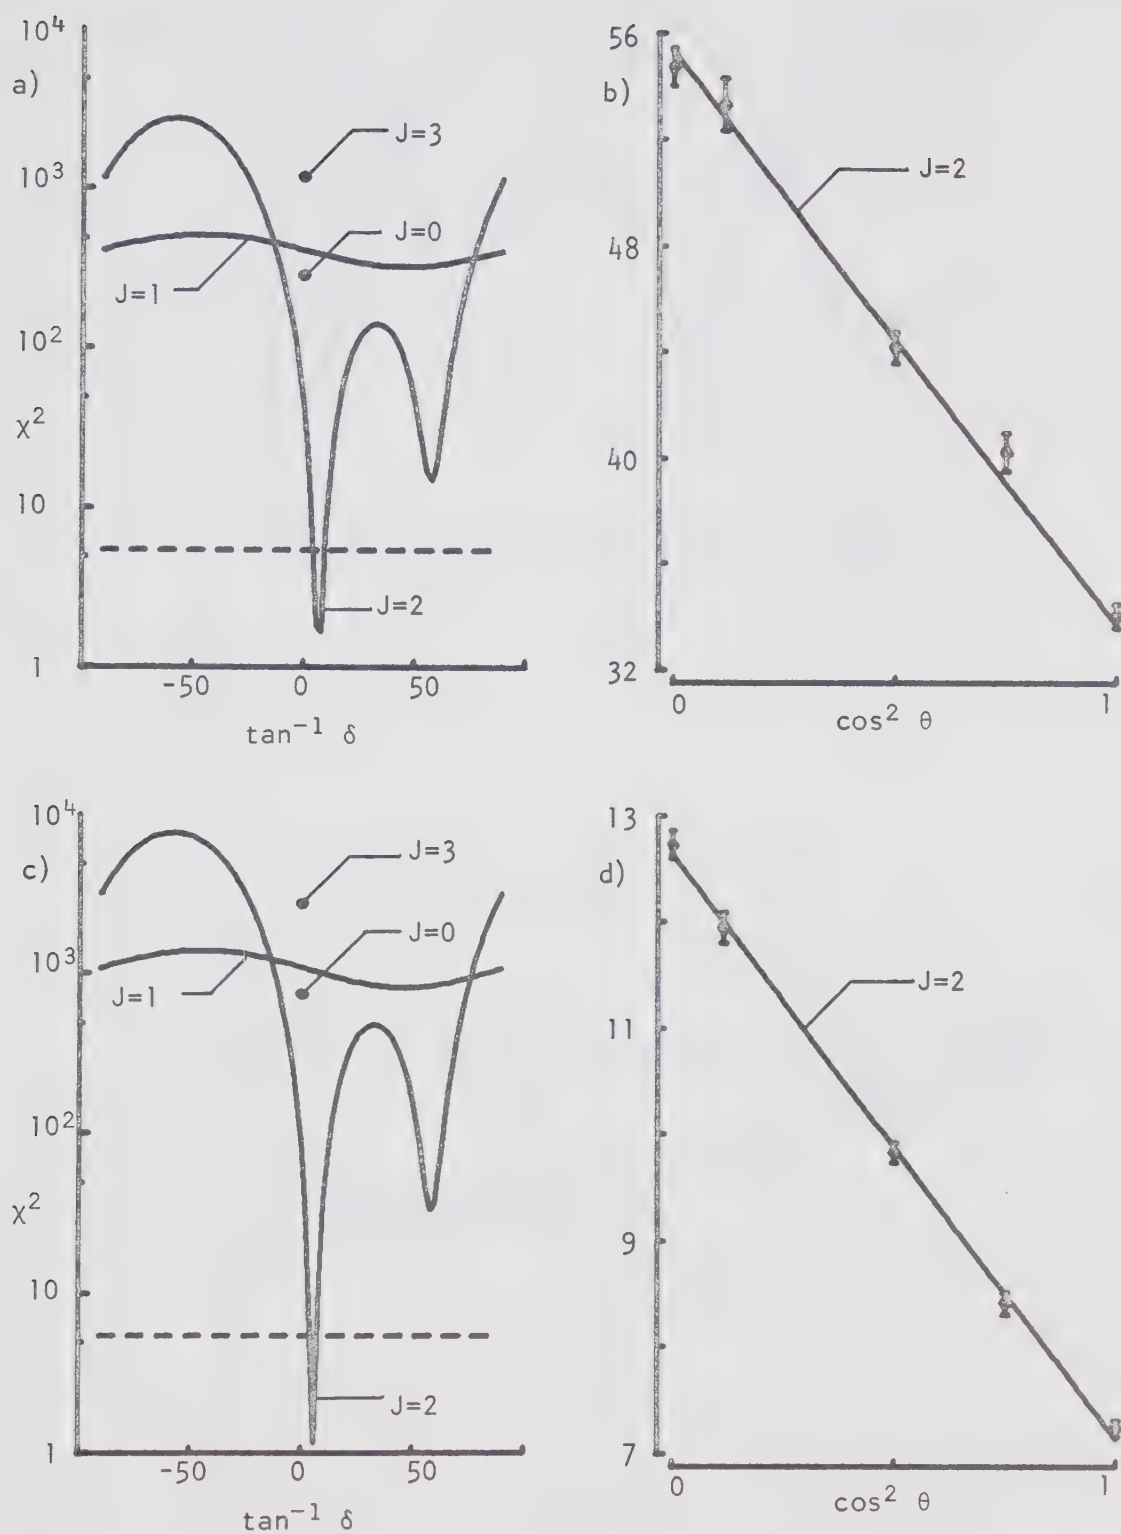 a)
10⁴
10³
10²
χ²
10
1
J=3
J=0
J=1
J=2
-50 0 50
tan⁻¹ δ
b)
56
48
40
32
J=2
0 1
cos² θ
c)
10⁴
10³
10²
χ²
10
1
J=3
J=0
J=1
J=2
-50 0 50
tan⁻¹ δ
d)
13
11
9
7
J=2
0 1
cos² θ